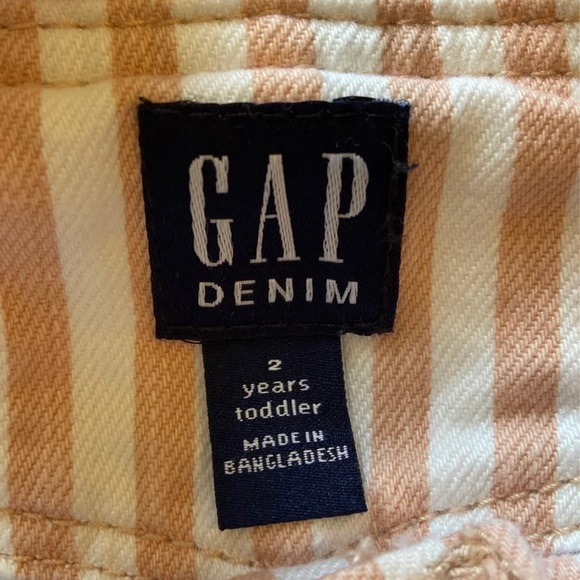 GAP
DENIM
2
years
toddler
MADE IN
BANGLADESH